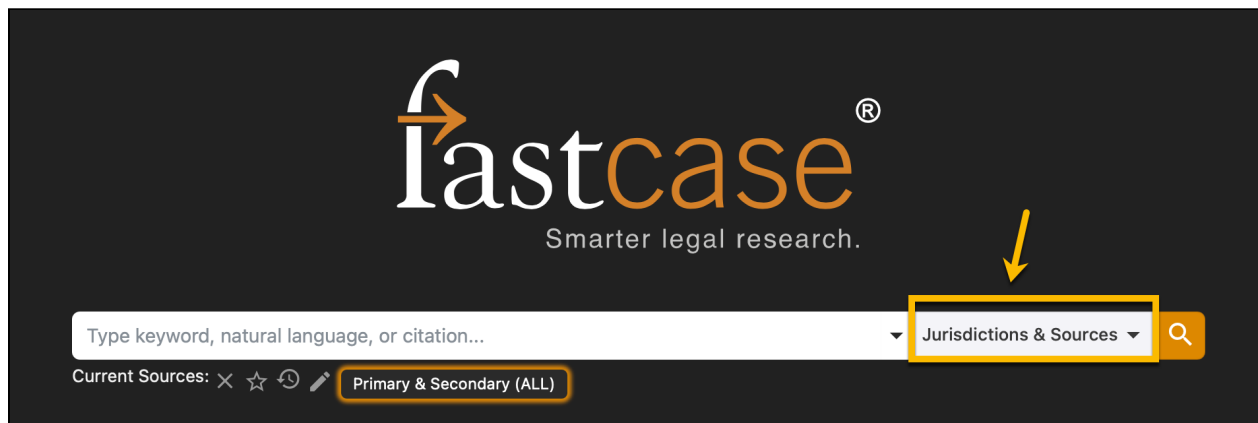 fastcase®
Smarter legal research.
Type keyword, natural language, or citation... Jurisdictions & Sources
Current Sources: Primary & Secondary (ALL)